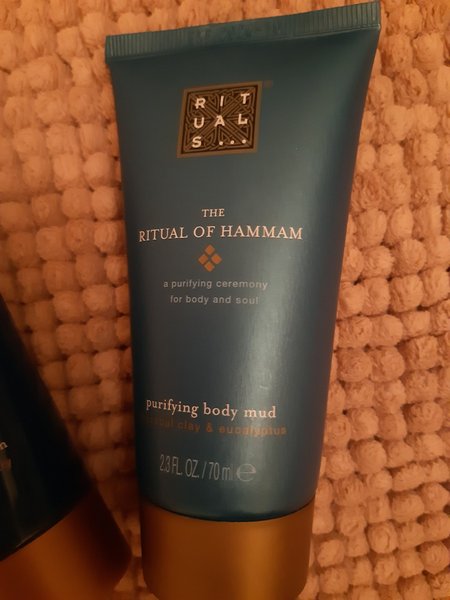 RIT
UAL
S...
THE
RITUAL OF HAMMAM
a purifying ceremony
for body and soul
purifying body mud
clay & eucalyptus
2.3 FL. OZ. / 70 ml e